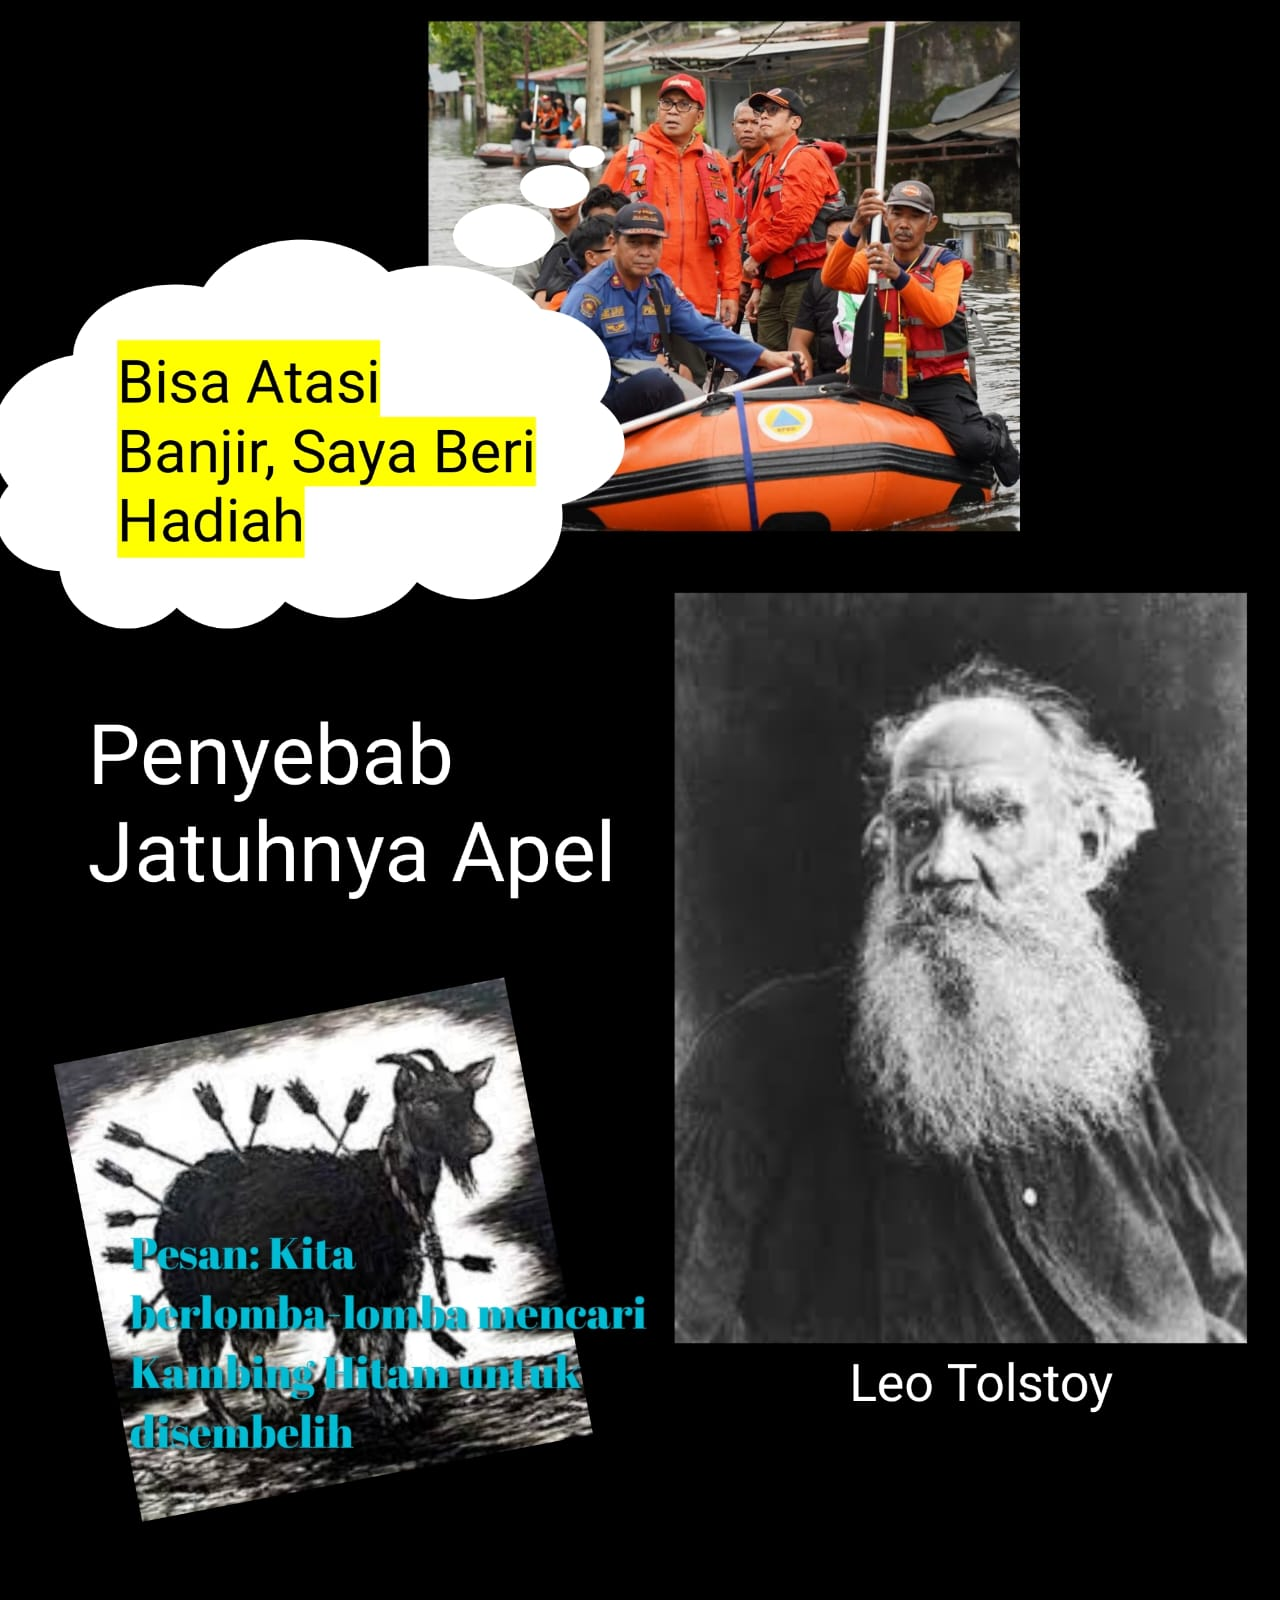 Bisa Atasi
Banjir, Saya Beri
Hadiah
Penyebab
Jatuhnya Apel
Pesan: Kita
berlomba-lomba mencari
Kambing Hitam untuk
disembelih
Leo Tolstoy